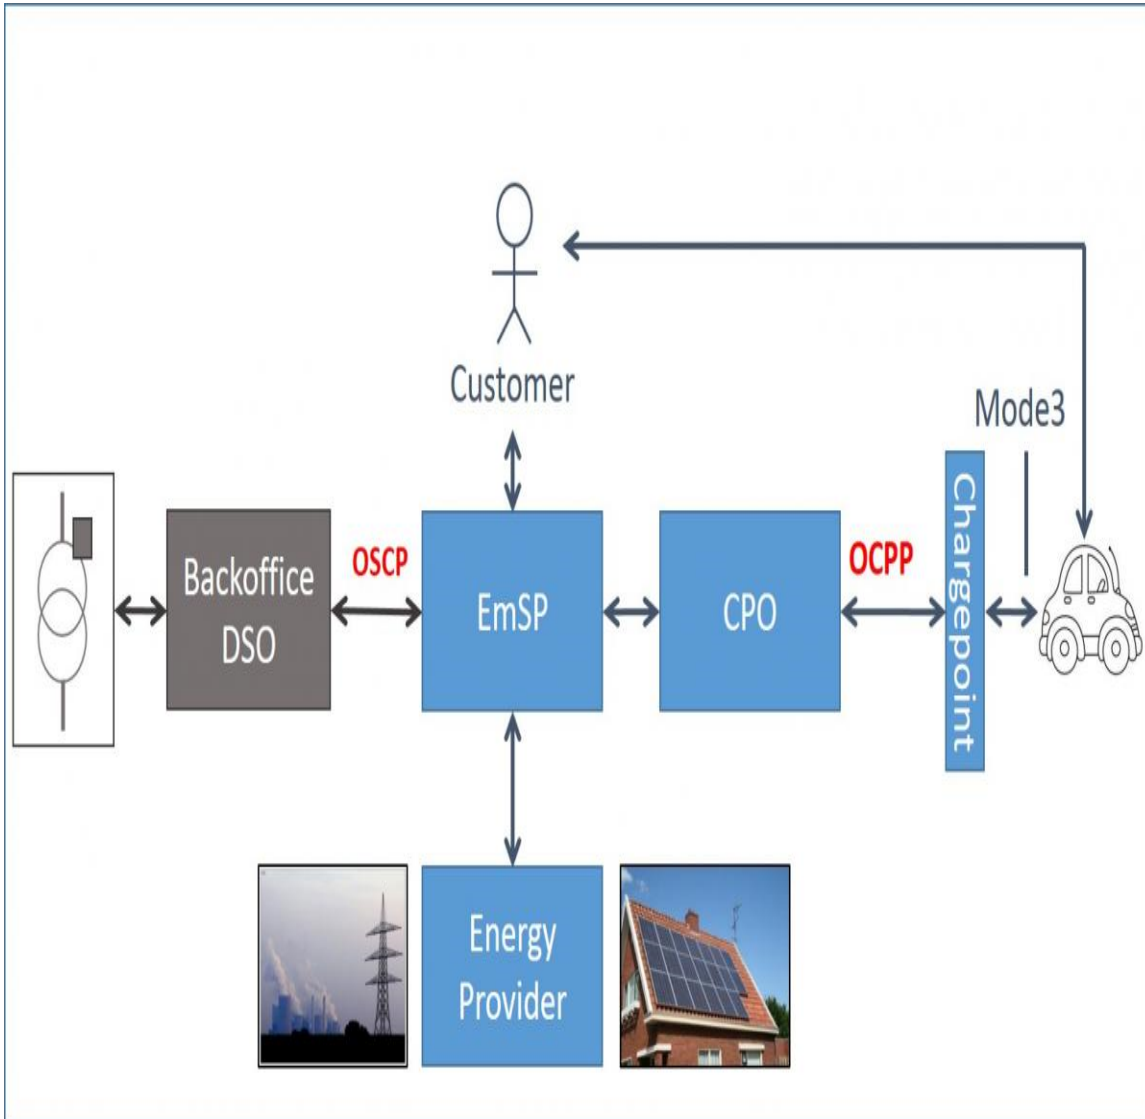 Customer
Mode3
Backoffice
DSO
OSCP
EmSP
CPO
OCPP
Chargepoint
Energy
Provider